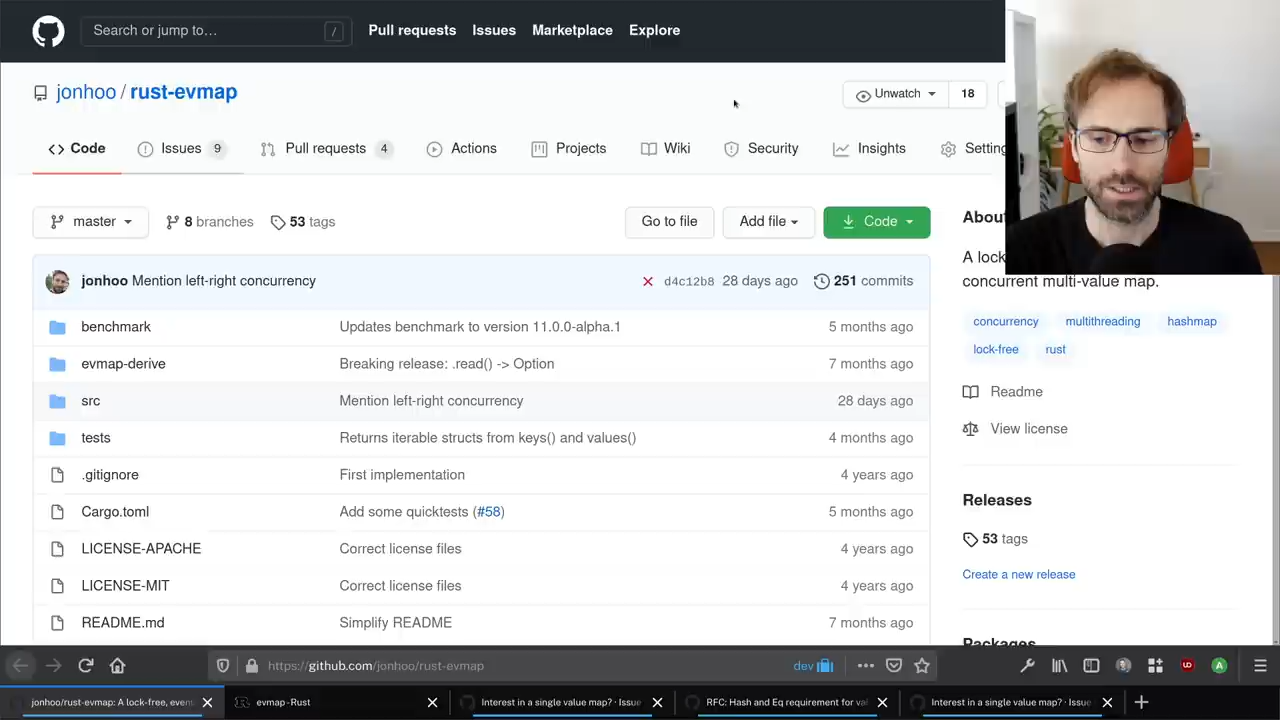 Search or jump to…
/
Pull requests
Issues
Marketplace
Explore
jonhoo / rust-evmap
Unwatch
18
Code
Issues 9
Pull requests 4
Actions
Projects
Wiki
Security
Insights
master
8 branches
53 tags
Go to file
Add file
Code
jonhoo Mention left-right concurrency
d4c12b8 28 days ago
251 commits
benchmark
Updates benchmark to version 11.0.0-alpha.1
5 months ago
evmap-derive
Breaking release: .read() -> Option
7 months ago
src
Mention left-right concurrency
28 days ago
tests
Returns iterable structs from keys() and values()
4 months ago
.gitignore
First implementation
4 years ago
Cargo.toml
Add some quicktests (#58)
5 months ago
LICENSE-APACHE
Correct license files
4 years ago
LICENSE-MIT
Correct license files
4 years ago
README.md
Simplify README
7 months ago
concurrent multi-value map.
concurrency
multithreading
hashmap
lock-free
rust
Readme
View license
Releases
53 tags
Create a new release
Packages
https://github.com/jonhoo/rust-evmap
dev
jonhoo/rust-evmap: A lock-free, even
evmap - Rust
Interest in a single value map? · Issue
RFC: Hash and Eq requirement for va
Interest in a single value map? · Issue